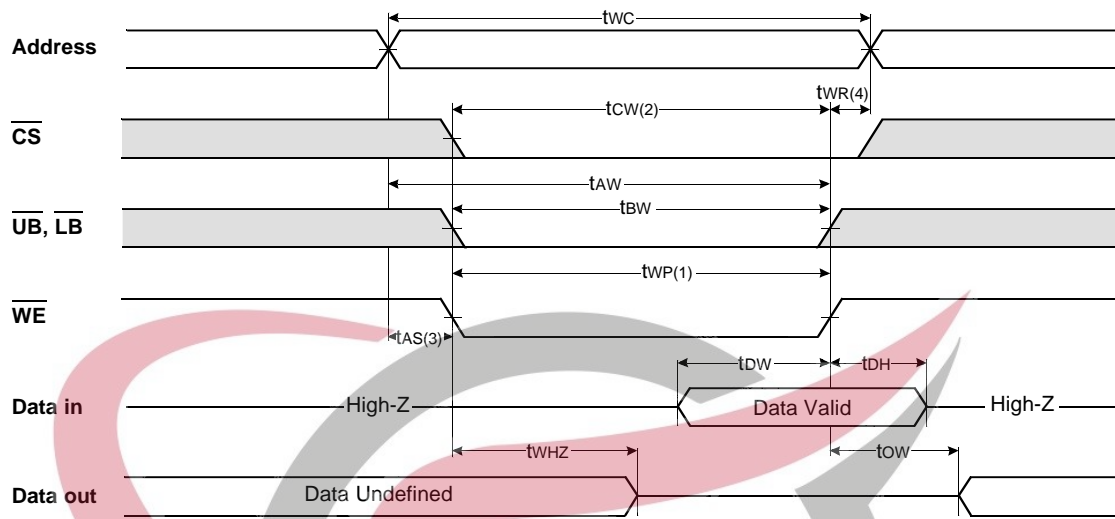 tWC
Address
tWR(4)
tCW(2)
CS
tAW
UB, LB
tBW
tWP(1)
WE
tAS(3)
tDW
tDH
Data in
High-Z
Data Valid
High-Z
tWHZ
tOW
Data out
Data Undefined